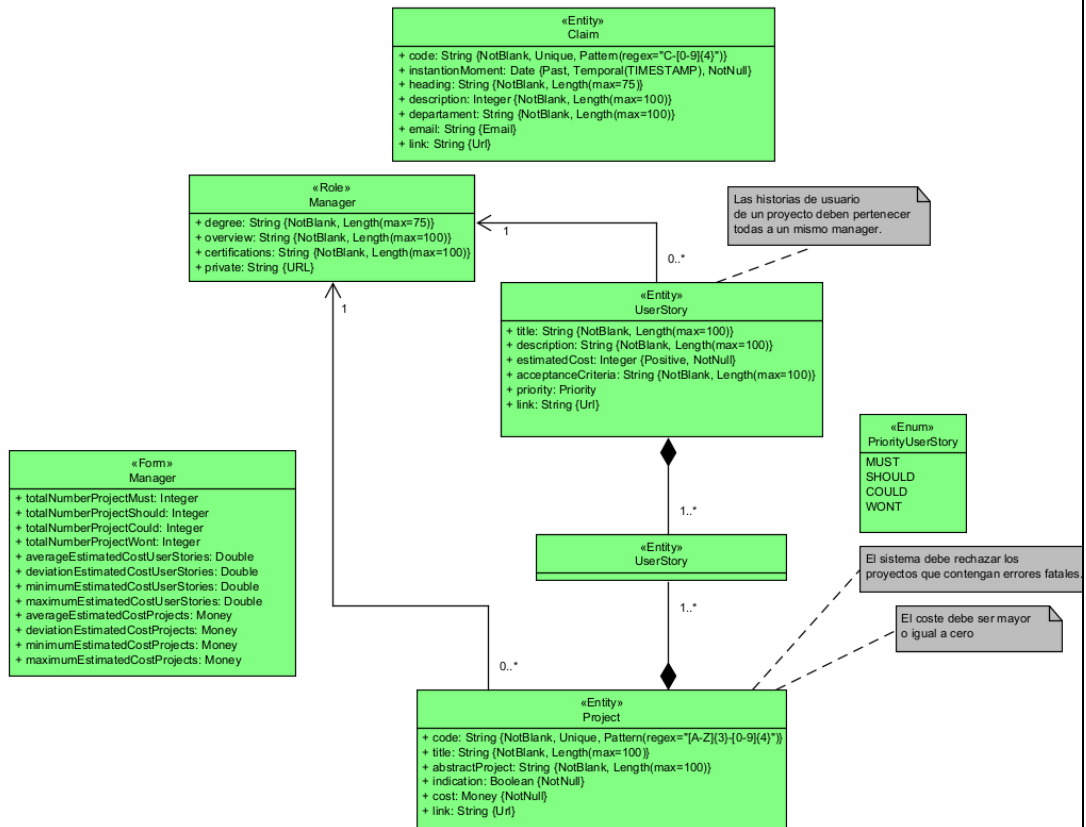 «Entity»
Claim
+ code: String {NotBlank, Unique, Pattern(regex="C-[0-9]{4}")}
+ instantionMoment: Date {Past, Temporal(TIMESTAMP), NotNull}
+ heading: String {NotBlank, Length(max=75)}
+ description: Integer {NotBlank, Length(max=100)}
+ departament: String {NotBlank, Length(max=100)}
+ email: String {Email}
+ link: String {Url}
«Role»
Manager
+ degree: String {NotBlank, Length(max=75)}
+ overview: String {NotBlank, Length(max=100)}
+ certifications: String {NotBlank, Length(max=100)}
+ private: String {URL}
Las historias de usuario
de un proyecto deben pertenecer
todas a un mismo manager.
1
0..*
1
«Entity»
UserStory
+ title: String {NotBlank, Length(max=100)}
+ description: String {NotBlank, Length(max=100)}
+ estimatedCost: Integer {Positive, NotNull}
+ acceptanceCriteria: String {NotBlank, Length(max=100)}
+ priority: Priority
+ link: String {Url}
«Enum»
PriorityUserStory
MUST
SHOULD
COULD
WONT
«Form»
Manager
+ totalNumberProjectMust: Integer
+ totalNumberProjectShould: Integer
+ totalNumberProjectCould: Integer
+ totalNumberProjectWont: Integer
+ averageEstimatedCostUserStories: Double
+ deviationEstimatedCostUserStories: Double
+ minimumEstimatedCostUserStories: Double
+ maximumEstimatedCostUserStories: Double
+ averageEstimatedCostProjects: Money
+ deviationEstimatedCostProjects: Money
+ minimumEstimatedCostProjects: Money
+ maximumEstimatedCostProjects: Money
1..*
«Entity»
UserStory
1..*
El sistema debe rechazar los
proyectos que contengan errores fatales.
El coste debe ser mayor
o igual a cero
0..*
«Entity»
Project
+ code: String {NotBlank, Unique, Pattern(regex="[A-Z]{3}-[0-9]{4}")}
+ title: String {NotBlank, Length(max=100)}
+ abstractProject: String {NotBlank, Length(max=100)}
+ indication: Boolean {NotNull}
+ cost: Money {NotNull}
+ link: String {Url}